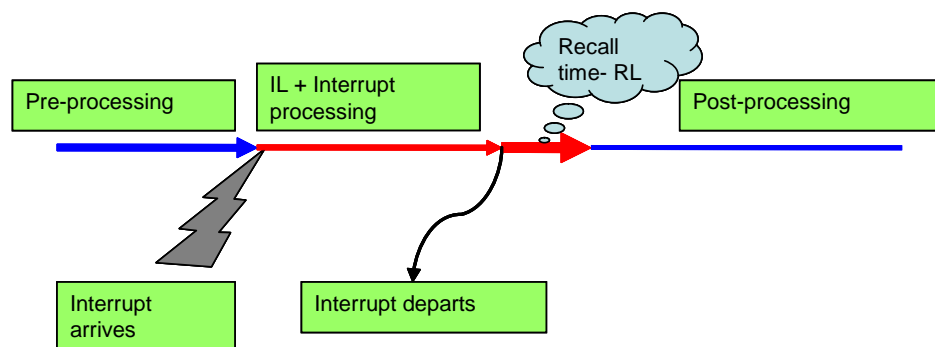 Recall
time- RL
Pre-processing
IL + Interrupt
processing
Post-processing
Interrupt
arrives
Interrupt departs